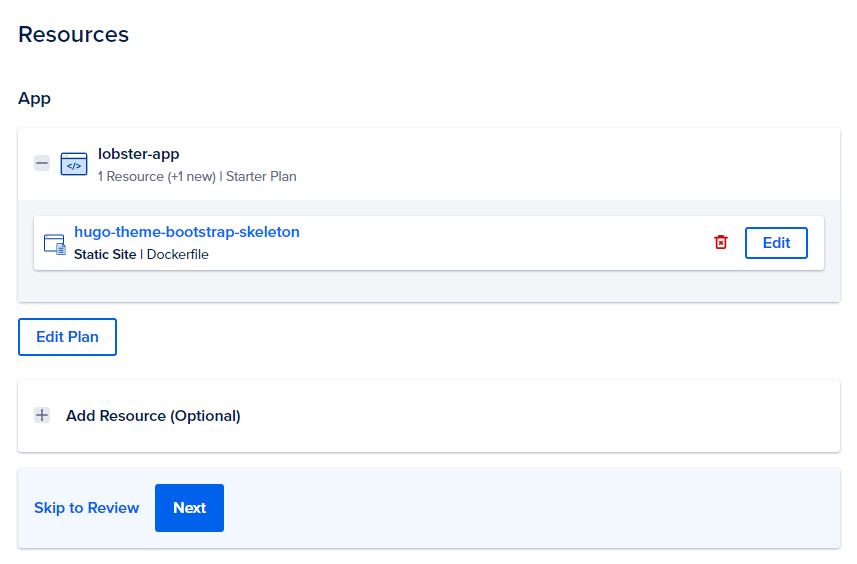 Resources
App
lobster-app
1 Resource (+1 new) | Starter Plan
hugo-theme-bootstrap-skeleton
Static Site | Dockerfile
Edit
Edit Plan
Add Resource (Optional)
Skip to Review
Next